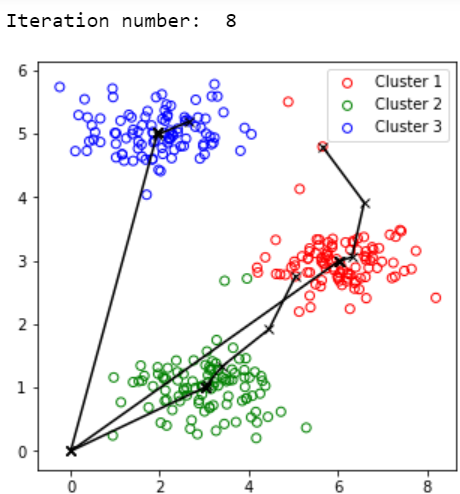 Iteration number:  8
Cluster 1
Cluster 2
Cluster 3
6
5
4
3
2
1
0
0 2 4 6 8